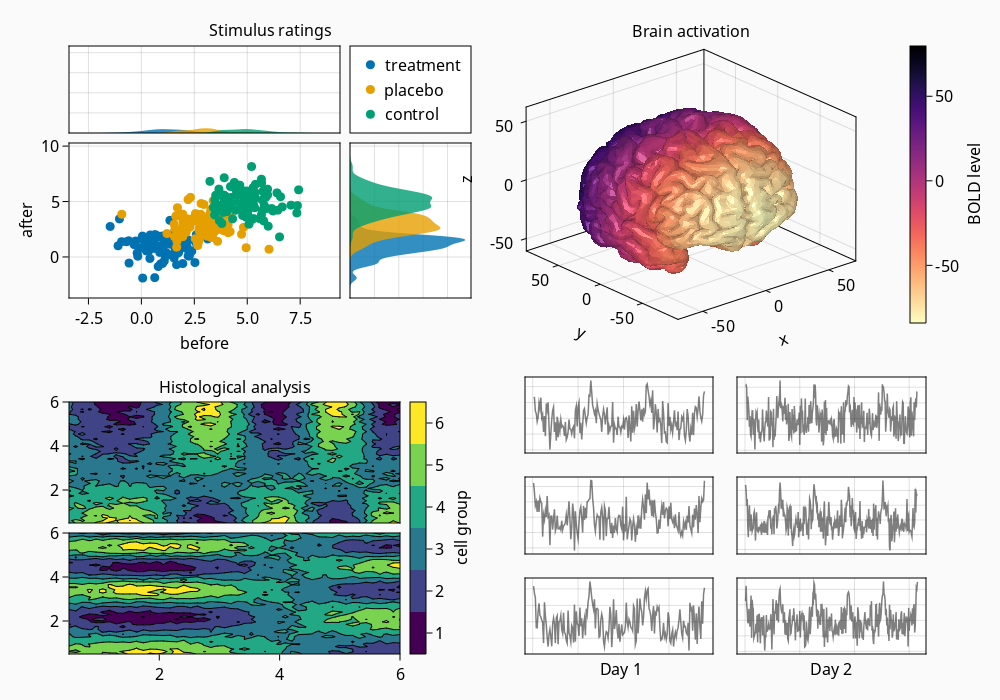 Stimulus ratings
treatment
placebo
control
10
5
0
after
-2.5 0.0 2.5 5.0 7.5
before
Brain activation
50
0
-50
z
50
0
-50
y
-50
0
50
x
50
0
-50
BOLD level
Histological analysis
6
4
2
6
4
2
2 4 6
6
5
4
3
2
1
cell group
Day 1
Day 2